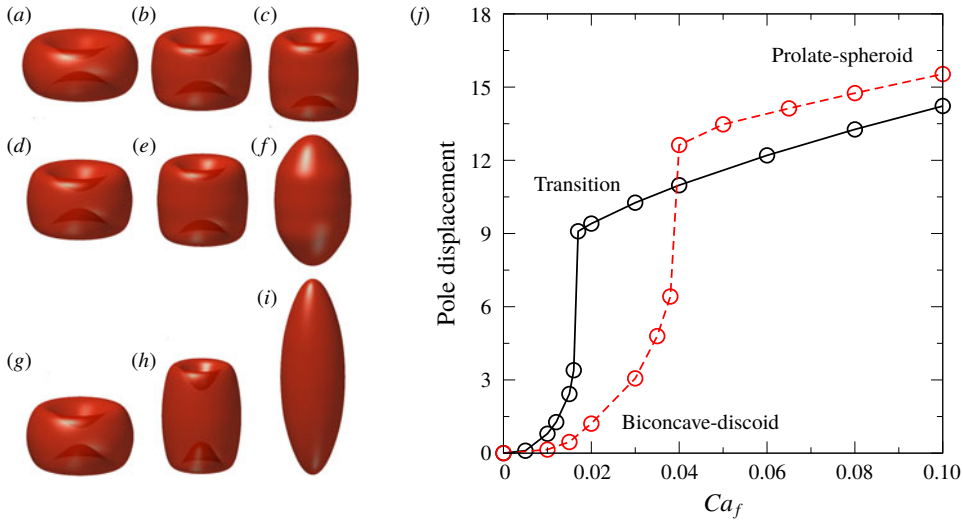 (a)
(b)
(c)
(d)
(e)
(f)
(g)
(h)
(i)
(j)
18
15
12
9
6
3
0
Pole displacement
Prolate-spheroid
Transition
Biconcave-discoid
0 0.02 0.04 0.06 0.08 0.10
Ca_f